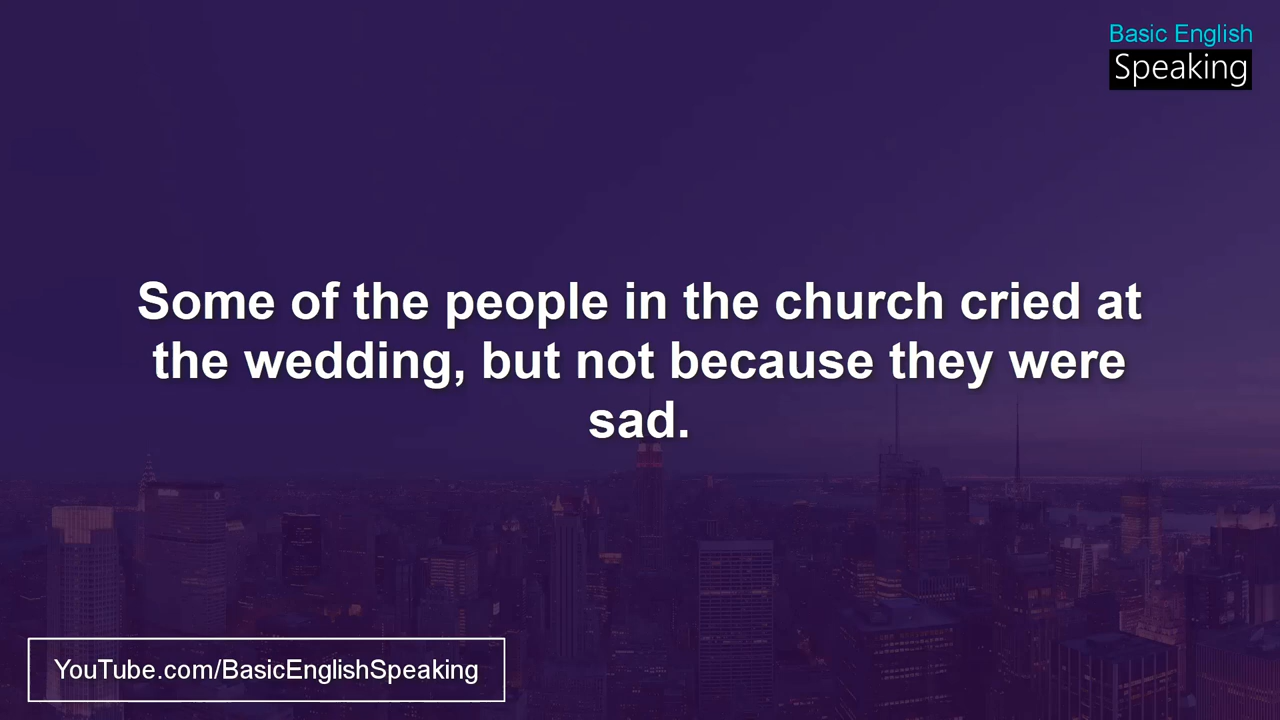 Basic English
Speaking
Some of the people in the church cried at
the wedding, but not because they were
sad.
YouTube.com/BasicEnglishSpeaking